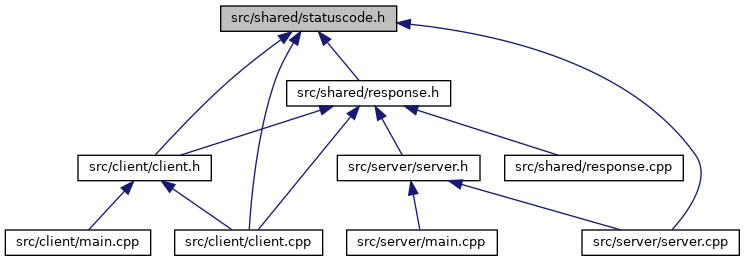 src/shared/statuscode.h
src/shared/response.h
src/client/client.h
src/server/server.h
src/shared/response.cpp
src/client/main.cpp
src/client/client.cpp
src/server/main.cpp
src/server/server.cpp